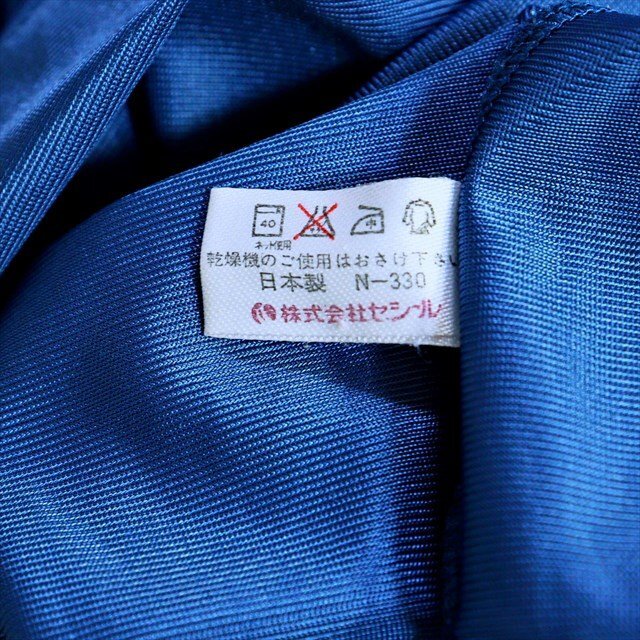 40
ネット使用
乾燥機のご使用はおさけ下さい
日本製 N-330
株式会社セシール